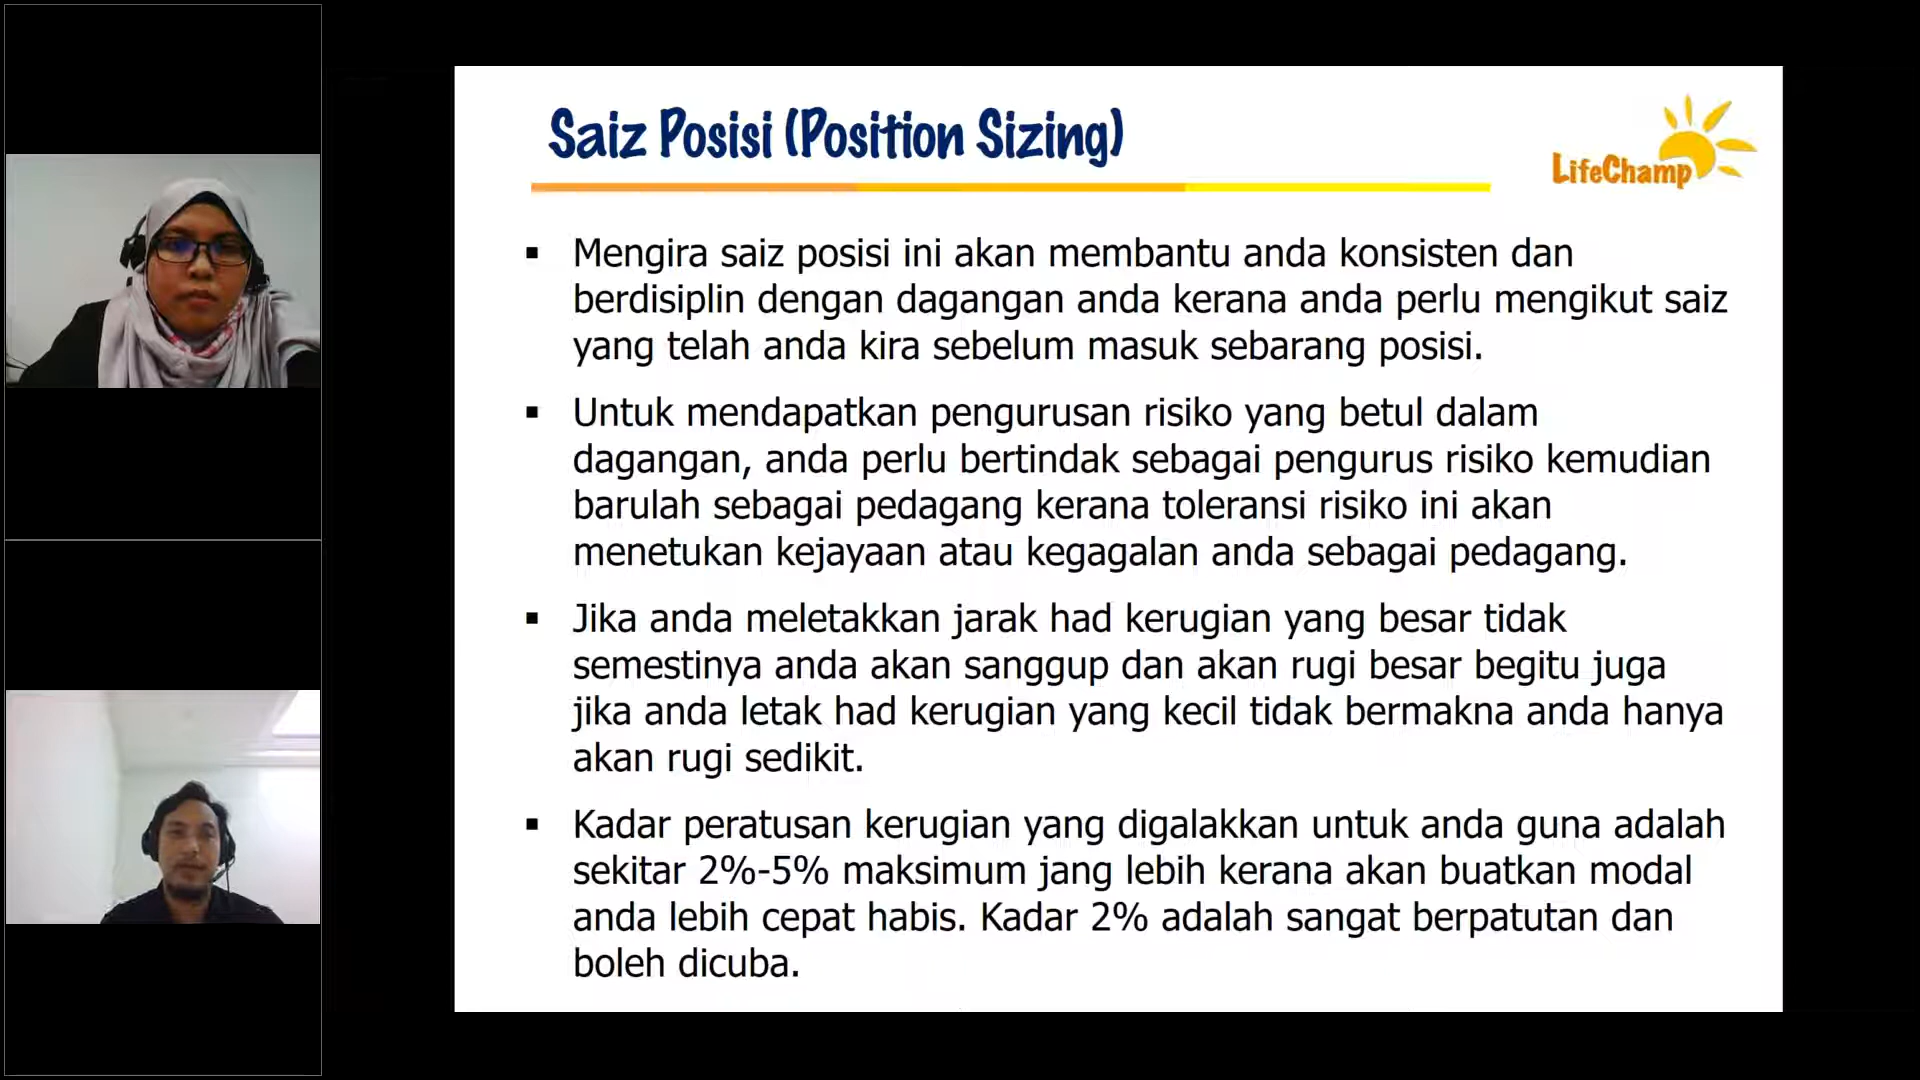 Saiz Posisi (Position Sizing)
LifeChamp
▪ Mengira saiz posisi ini akan membantu anda konsisten dan
berdisiplin dengan dagangan anda kerana anda perlu mengikut saiz
yang telah anda kira sebelum masuk sebarang posisi.
▪ Untuk mendapatkan pengurusan risiko yang betul dalam
dagangan, anda perlu bertindak sebagai pengurus risiko kemudian
barulah sebagai pedagang kerana toleransi risiko ini akan
menetukan kejayaan atau kegagalan anda sebagai pedagang.
▪ Jika anda meletakkan jarak had kerugian yang besar tidak
semestinya anda akan sanggup dan akan rugi besar begitu juga
jika anda letak had kerugian yang kecil tidak bermakna anda hanya
akan rugi sedikit.
▪ Kadar peratusan kerugian yang digalakkan untuk anda guna adalah
sekitar 2%-5% maksimum jang lebih kerana akan buatkan modal
anda lebih cepat habis. Kadar 2% adalah sangat berpatutan dan
boleh dicuba.